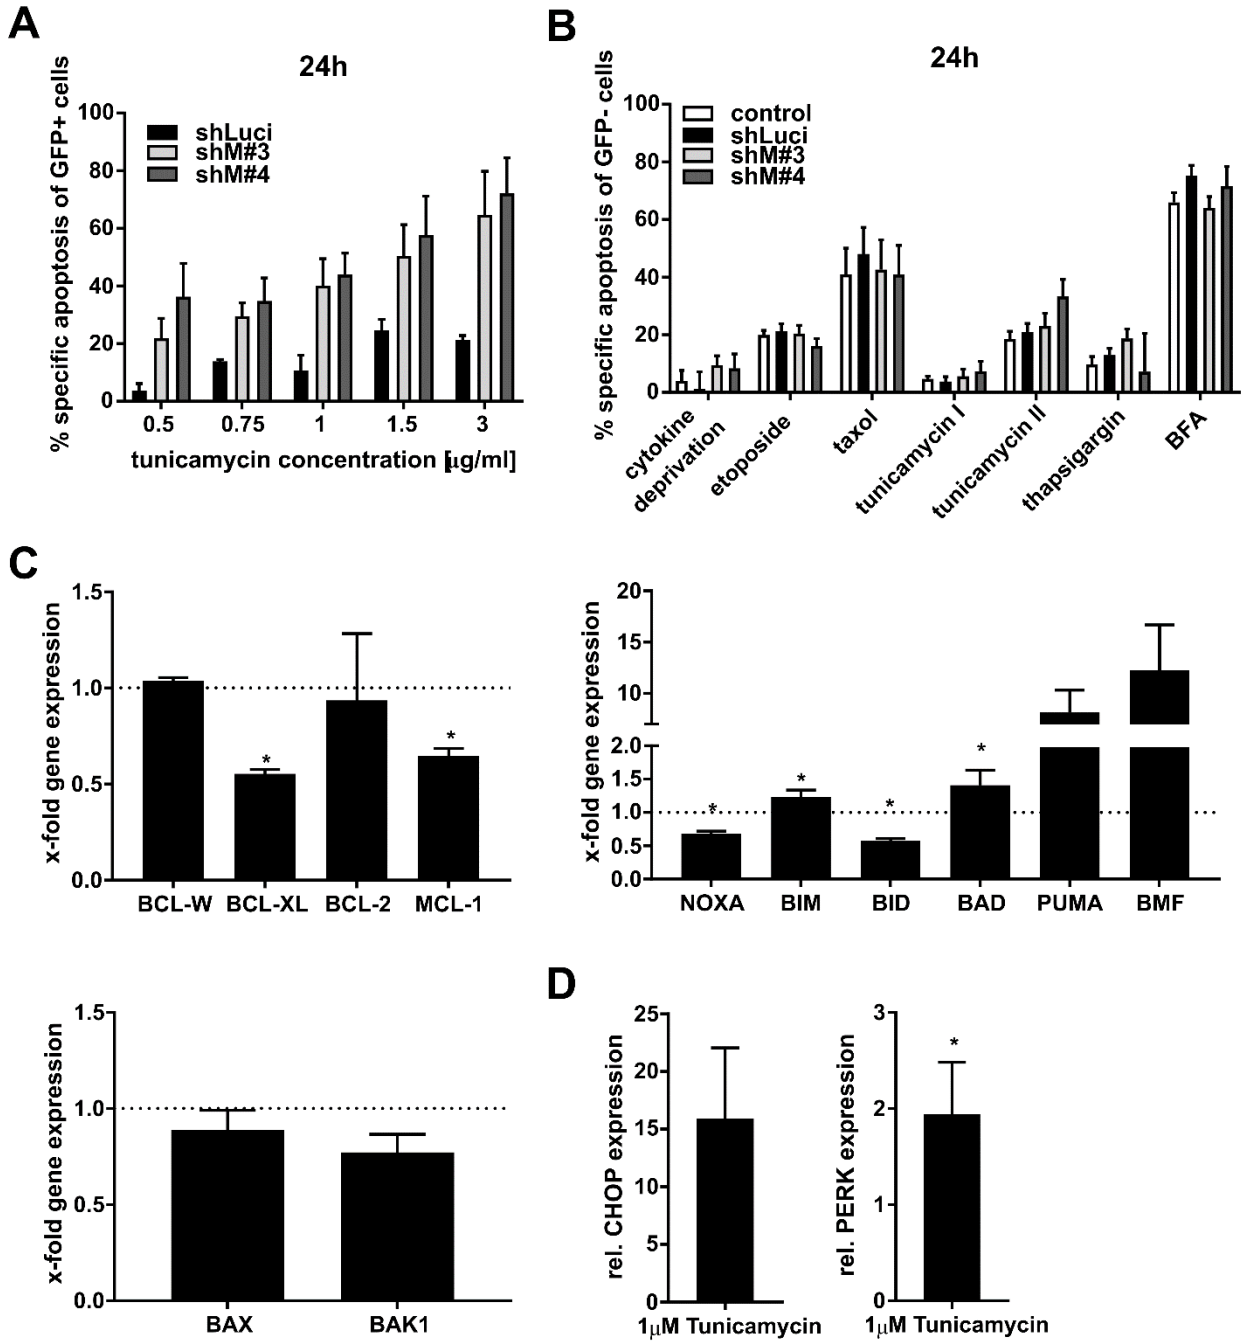 A
24h
% specific apoptosis of GFP+ cells
100
80
60
40
20
0
shLuci
shM#3
shM#4
0.5 0.75 1 1.5 3
tunicamycin concentration [µg/ml]
B
24h
% specific apoptosis of GFP- cells
100
80
60
40
20
0
control
shLuci
shM#3
shM#4
cytokine
deprivation
etoposide
taxol
tunicamycin I
tunicamycin II
thapsigargin
BFA
C
x-fold gene expression
1.5
1.0
0.5
0.0
*
*
BCL-W BCL-XL BCL-2 MCL-1
x-fold gene expression
20
15
10
2.0
1.5
1.0
0.5
0.0
*
*
*
*
NOXA BIM BID BAD PUMA BMF
x-fold gene expression
1.5
1.0
0.5
0.0
BAX BAK1
D
rel. CHOP expression
25
20
15
10
5
0
1µM Tunicamycin
rel. PERK expression
3
2
1
0
*
1µM Tunicamycin